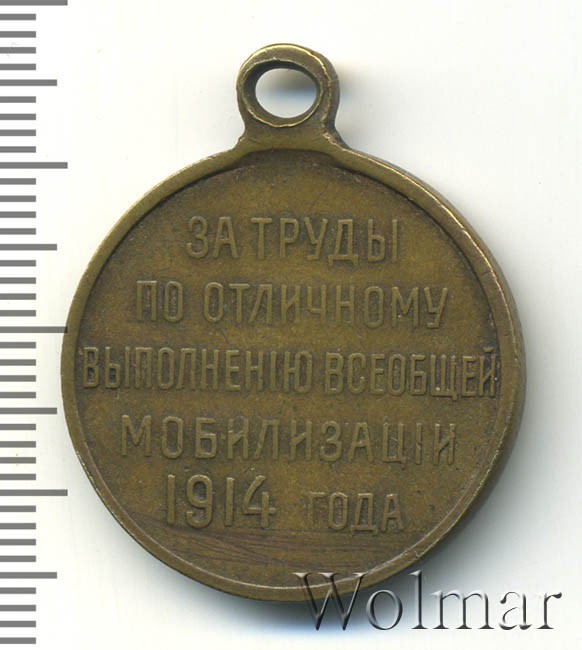 ЗА ТРУДЫ
ПО ОТЛИЧНОМУ
ВЫПОЛНЕНІЮ ВСЕОБЩЕЙ
МОБИЛИЗАЦІИ
1914 ГОДА
Wolmar